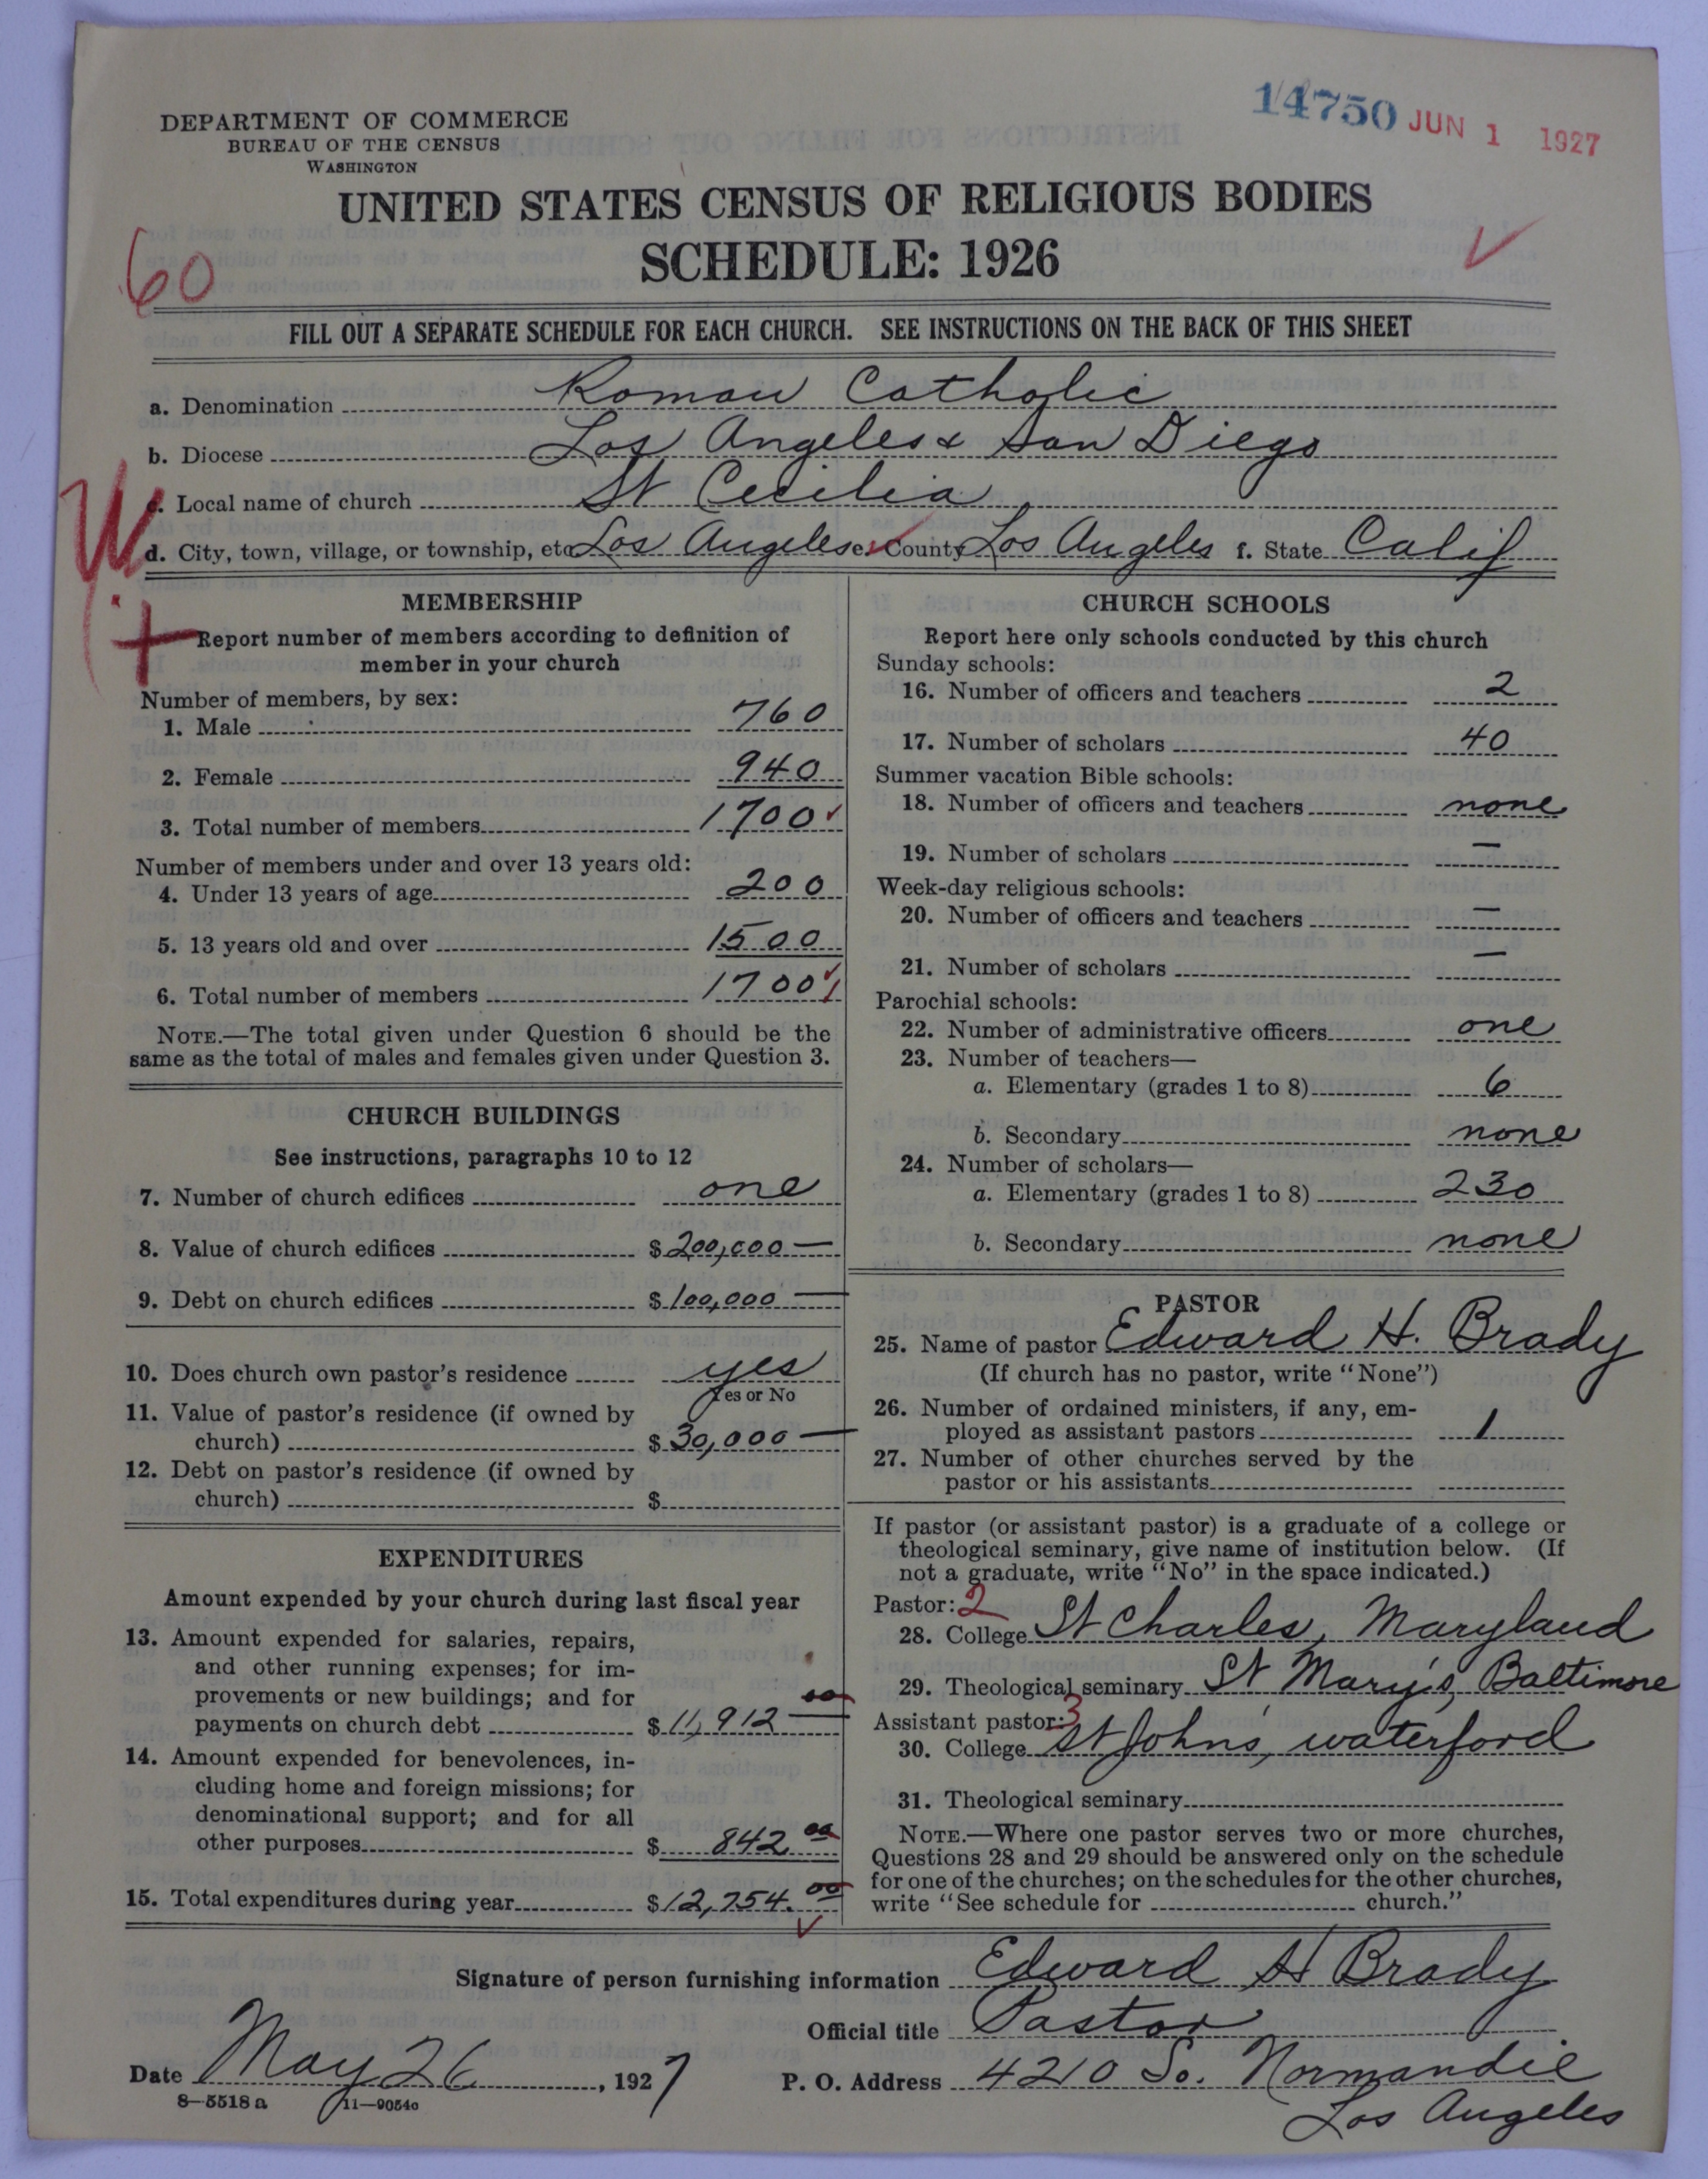 14750 JUN 1 1927
DEPARTMENT OF COMMERCE
BUREAU OF THE CENSUS
WASHINGTON
UNITED STATES CENSUS OF RELIGIOUS BODIES
SCHEDULE: 1926
60
FILL OUT A SEPARATE SCHEDULE FOR EACH CHURCH. SEE INSTRUCTIONS ON THE BACK OF THIS SHEET
a. Denomination Roman Catholic
b. Diocese Los Angeles & San Diego
c. Local name of church St Cecilia
d. City, town, village, or township, etc. Los Angeles e. County Los Angeles f. State Calif
MEMBERSHIP
Report number of members according to definition of
member in your church
Number of members, by sex:
1. Male 760
2. Female 940
3. Total number of members 1700
Number of members under and over 13 years old:
4. Under 13 years of age 200
5. 13 years old and over 1500
6. Total number of members 1700
NOTE.—The total given under Question 6 should be the
same as the total of males and females given under Question 3.
CHURCH BUILDINGS
See instructions, paragraphs 10 to 12
7. Number of church edifices one
8. Value of church edifices $ 200,000 —
9. Debt on church edifices $ 100,000 —
10. Does church own pastor's residence yes
Yes or No
11. Value of pastor's residence (if owned by
church) $ 30,000 —
12. Debt on pastor's residence (if owned by
church) $
EXPENDITURES
Amount expended by your church during last fiscal year
13. Amount expended for salaries, repairs,
and other running expenses; for im-
provements or new buildings; and for
payments on church debt $ 11,912 00
14. Amount expended for benevolences, in-
cluding home and foreign missions; for
denominational support; and for all
other purposes $ 842 00
15. Total expenditures during year $ 12,754. 00
CHURCH SCHOOLS
Report here only schools conducted by this church
Sunday schools:
16. Number of officers and teachers 2
17. Number of scholars 40
Summer vacation Bible schools:
18. Number of officers and teachers none
19. Number of scholars —
Week-day religious schools:
20. Number of officers and teachers —
21. Number of scholars —
Parochial schools:
22. Number of administrative officers one
23. Number of teachers—
a. Elementary (grades 1 to 8) 6
b. Secondary none
24. Number of scholars—
a. Elementary (grades 1 to 8) 230
b. Secondary none
PASTOR
25. Name of pastor Edward H. Brady
(If church has no pastor, write "None")
26. Number of ordained ministers, if any, em-
ployed as assistant pastors 1
27. Number of other churches served by the
pastor or his assistants
If pastor (or assistant pastor) is a graduate of a college or
theological seminary, give name of institution below. (If
not a graduate, write "No" in the space indicated.)
Pastor: 2
28. College St Charles, Maryland
29. Theological seminary St Mary's, Baltimore
Assistant pastor: 3
30. College St Johns, waterford
31. Theological seminary
NOTE.—Where one pastor serves two or more churches,
Questions 28 and 29 should be answered only on the schedule
for one of the churches; on the schedules for the other churches,
write "See schedule for church."
Signature of person furnishing information Edward H Brady
Official title Pastor
Date May 26, 1927 P. O. Address 4210 So. Normandie
Los Angeles
8—5518 a 11—9054o